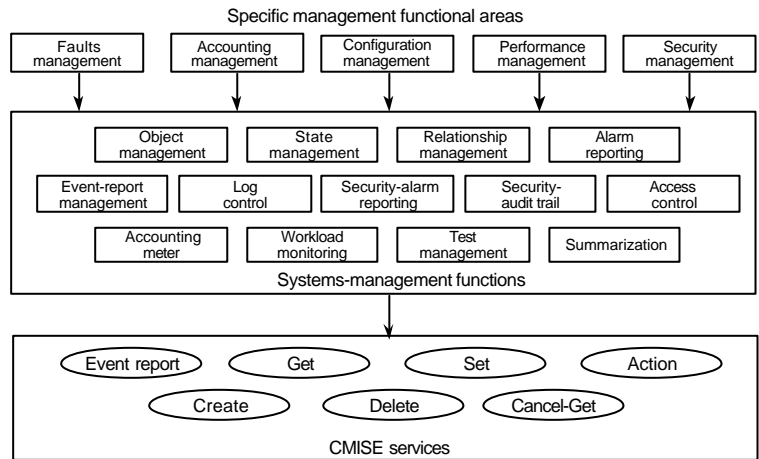 Specific management functional areas
Faults
management
Accounting
management
Configuration
management
Performance
management
Security
management
Object
management
State
management
Relationship
management
Alarm
reporting
Event-report
management
Log
control
Security-alarm
reporting
Security-
audit trail
Access
control
Accounting
meter
Workload
monitoring
Test
management
Summarization
Systems-management functions
Event report
Get
Set
Action
Create
Delete
Cancel-Get
CMISE services